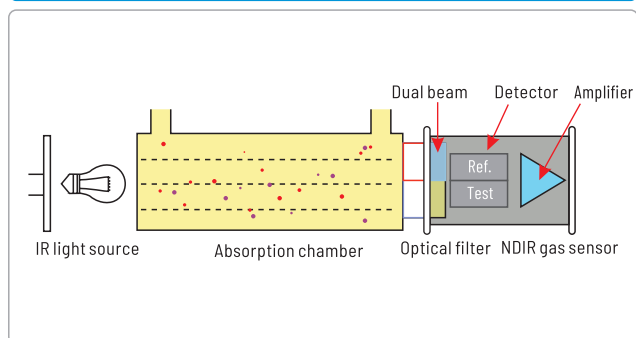 Dual beam
Detector
Amplifier
Ref.
Test
IR light source
Absorption chamber
Optical filter
NDIR gas sensor